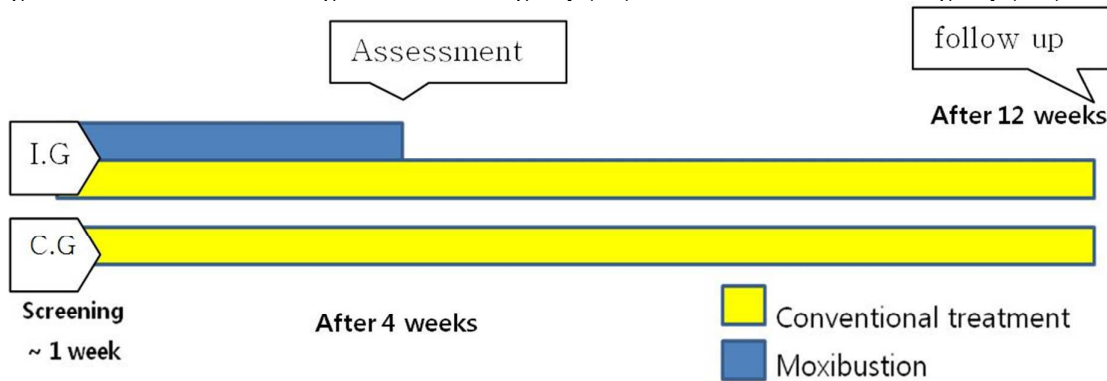 Assessment
follow up
After 12 weeks
I.G
C.G
Screening
~ 1 week
After 4 weeks
Conventional treatment
Moxibustion